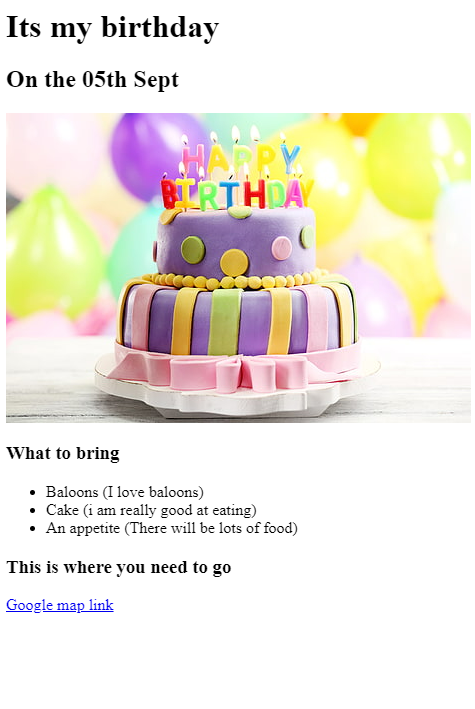 Its my birthday
On the 05th Sept
HAPPY
BIRTHDAY
What to bring
Baloons (I love baloons)
Cake (i am really good at eating)
An appetite (There will be lots of food)
This is where you need to go
Google map link